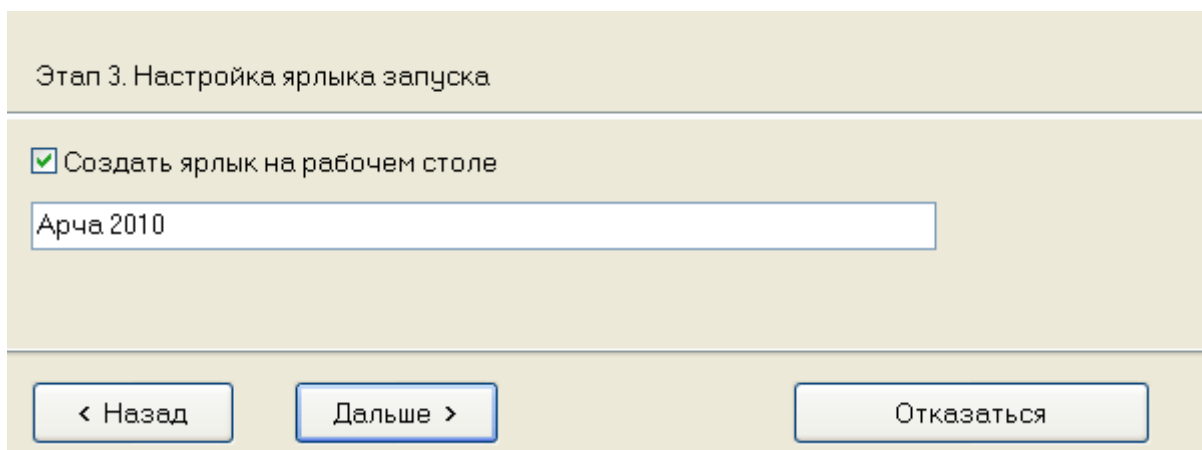 Этап 3. Настройка ярлыка запуска
Создать ярлык на рабочем столе
Арча 2010
< Назад
Дальше >
Отказаться